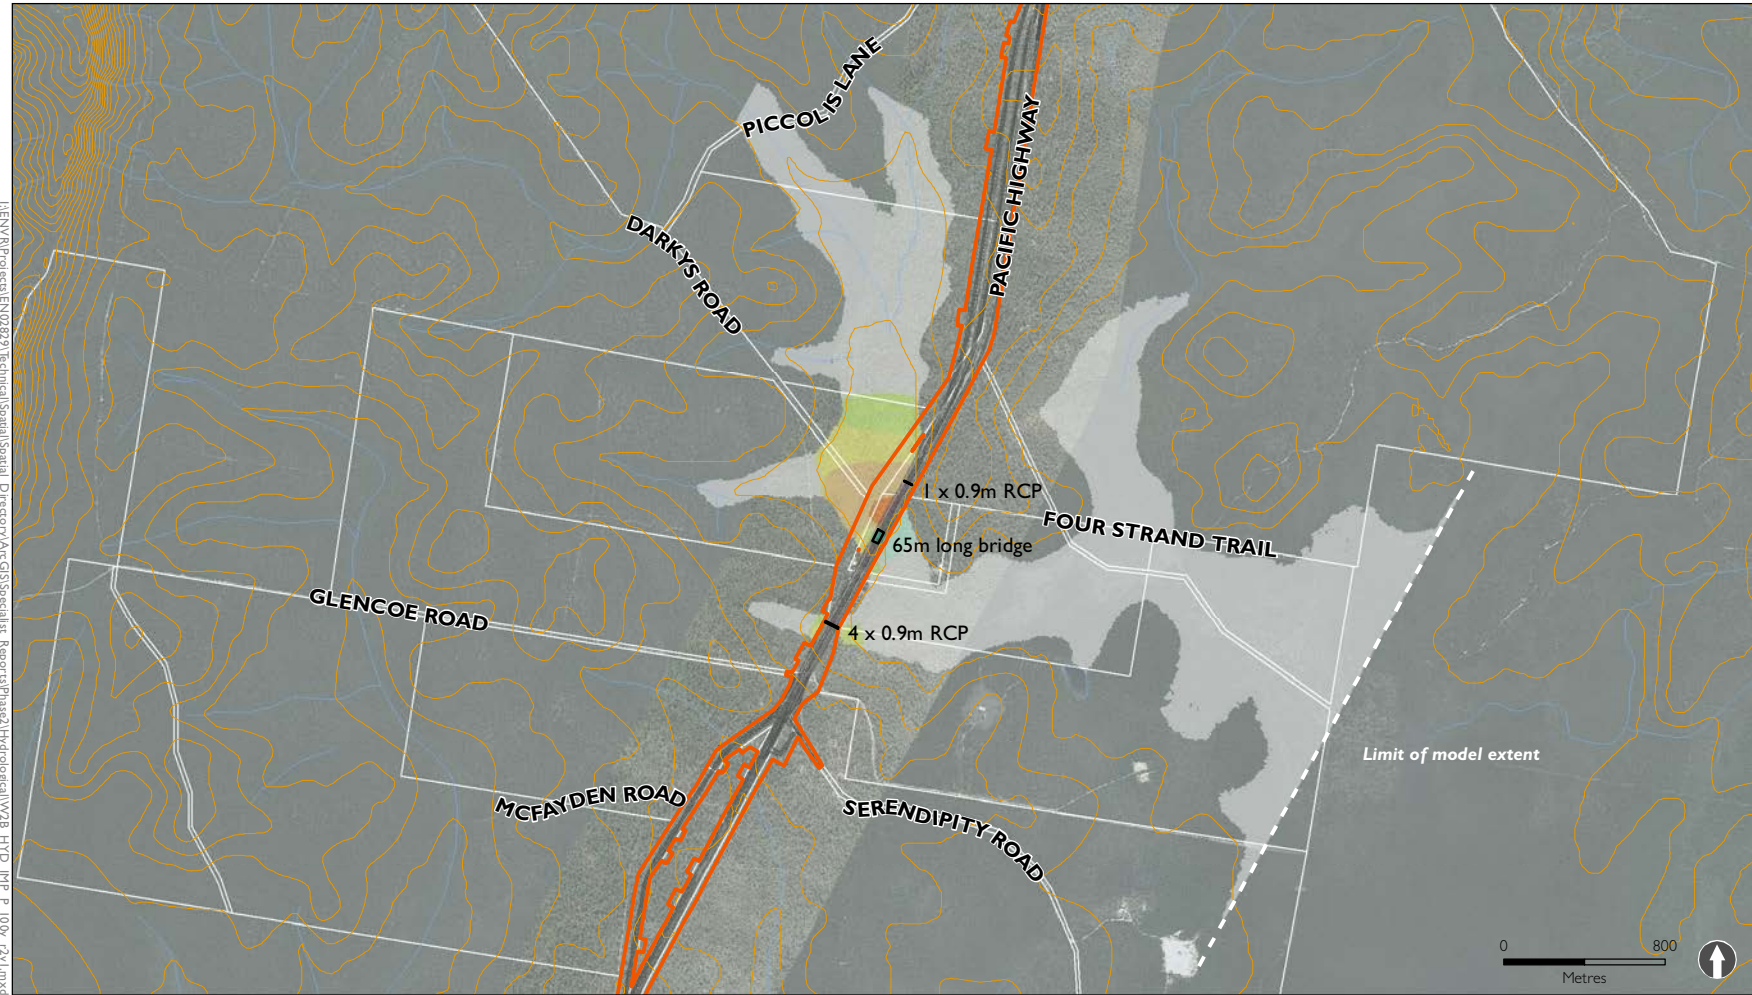 PICCOLIS LANE
PACIFIC HIGHWAY
DARKYS ROAD
1 x 0.9m RCP
FOUR STRAND TRAIL
65m long bridge
GLENCOE ROAD
4 x 0.9m RCP
Limit of model extent
MCFAYDEN ROAD
SERENDIPITY ROAD
0 800
Metres